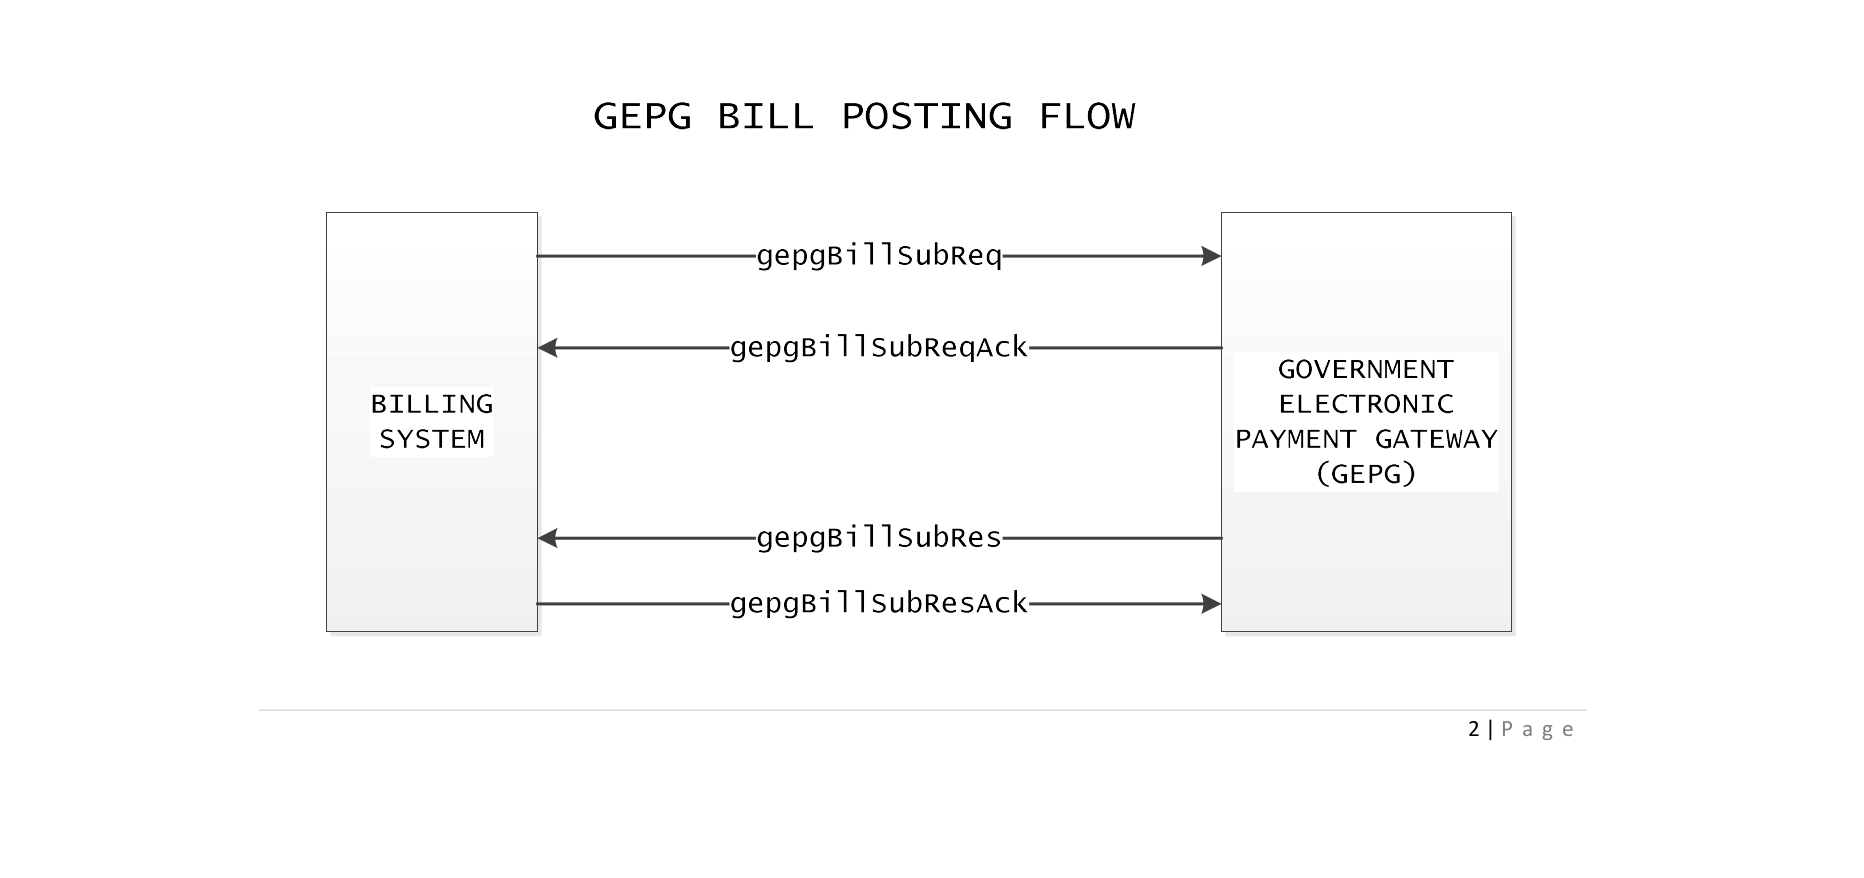 GEPG BILL POSTING FLOW
gepgBillSubReq
gepgBillSubReqAck
BILLING
SYSTEM
GOVERNMENT
ELECTRONIC
PAYMENT GATEWAY
(GEPG)
gepgBillSubRes
gepgBillSubResAck
2 | P a g e